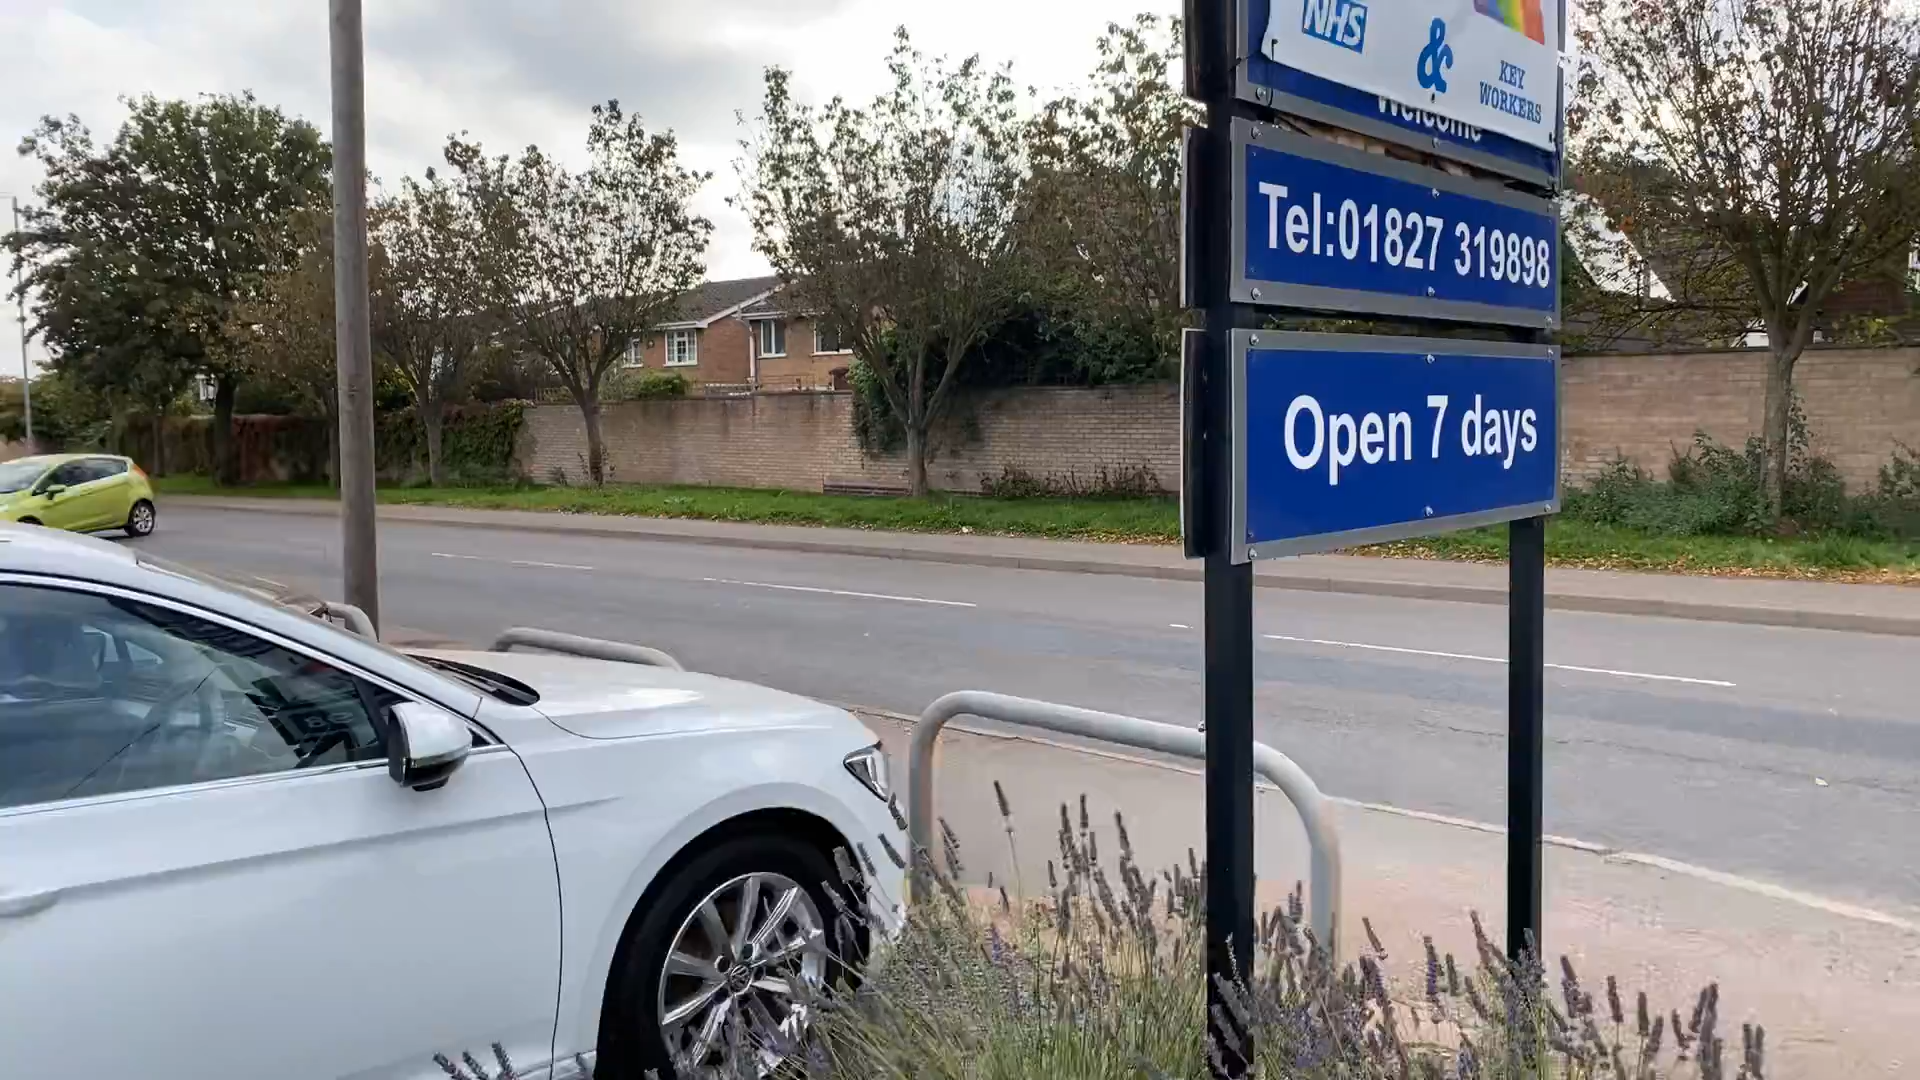 NHS
&
KEY
WORKERS
Welcome
Tel:01827 319898
Open 7 days